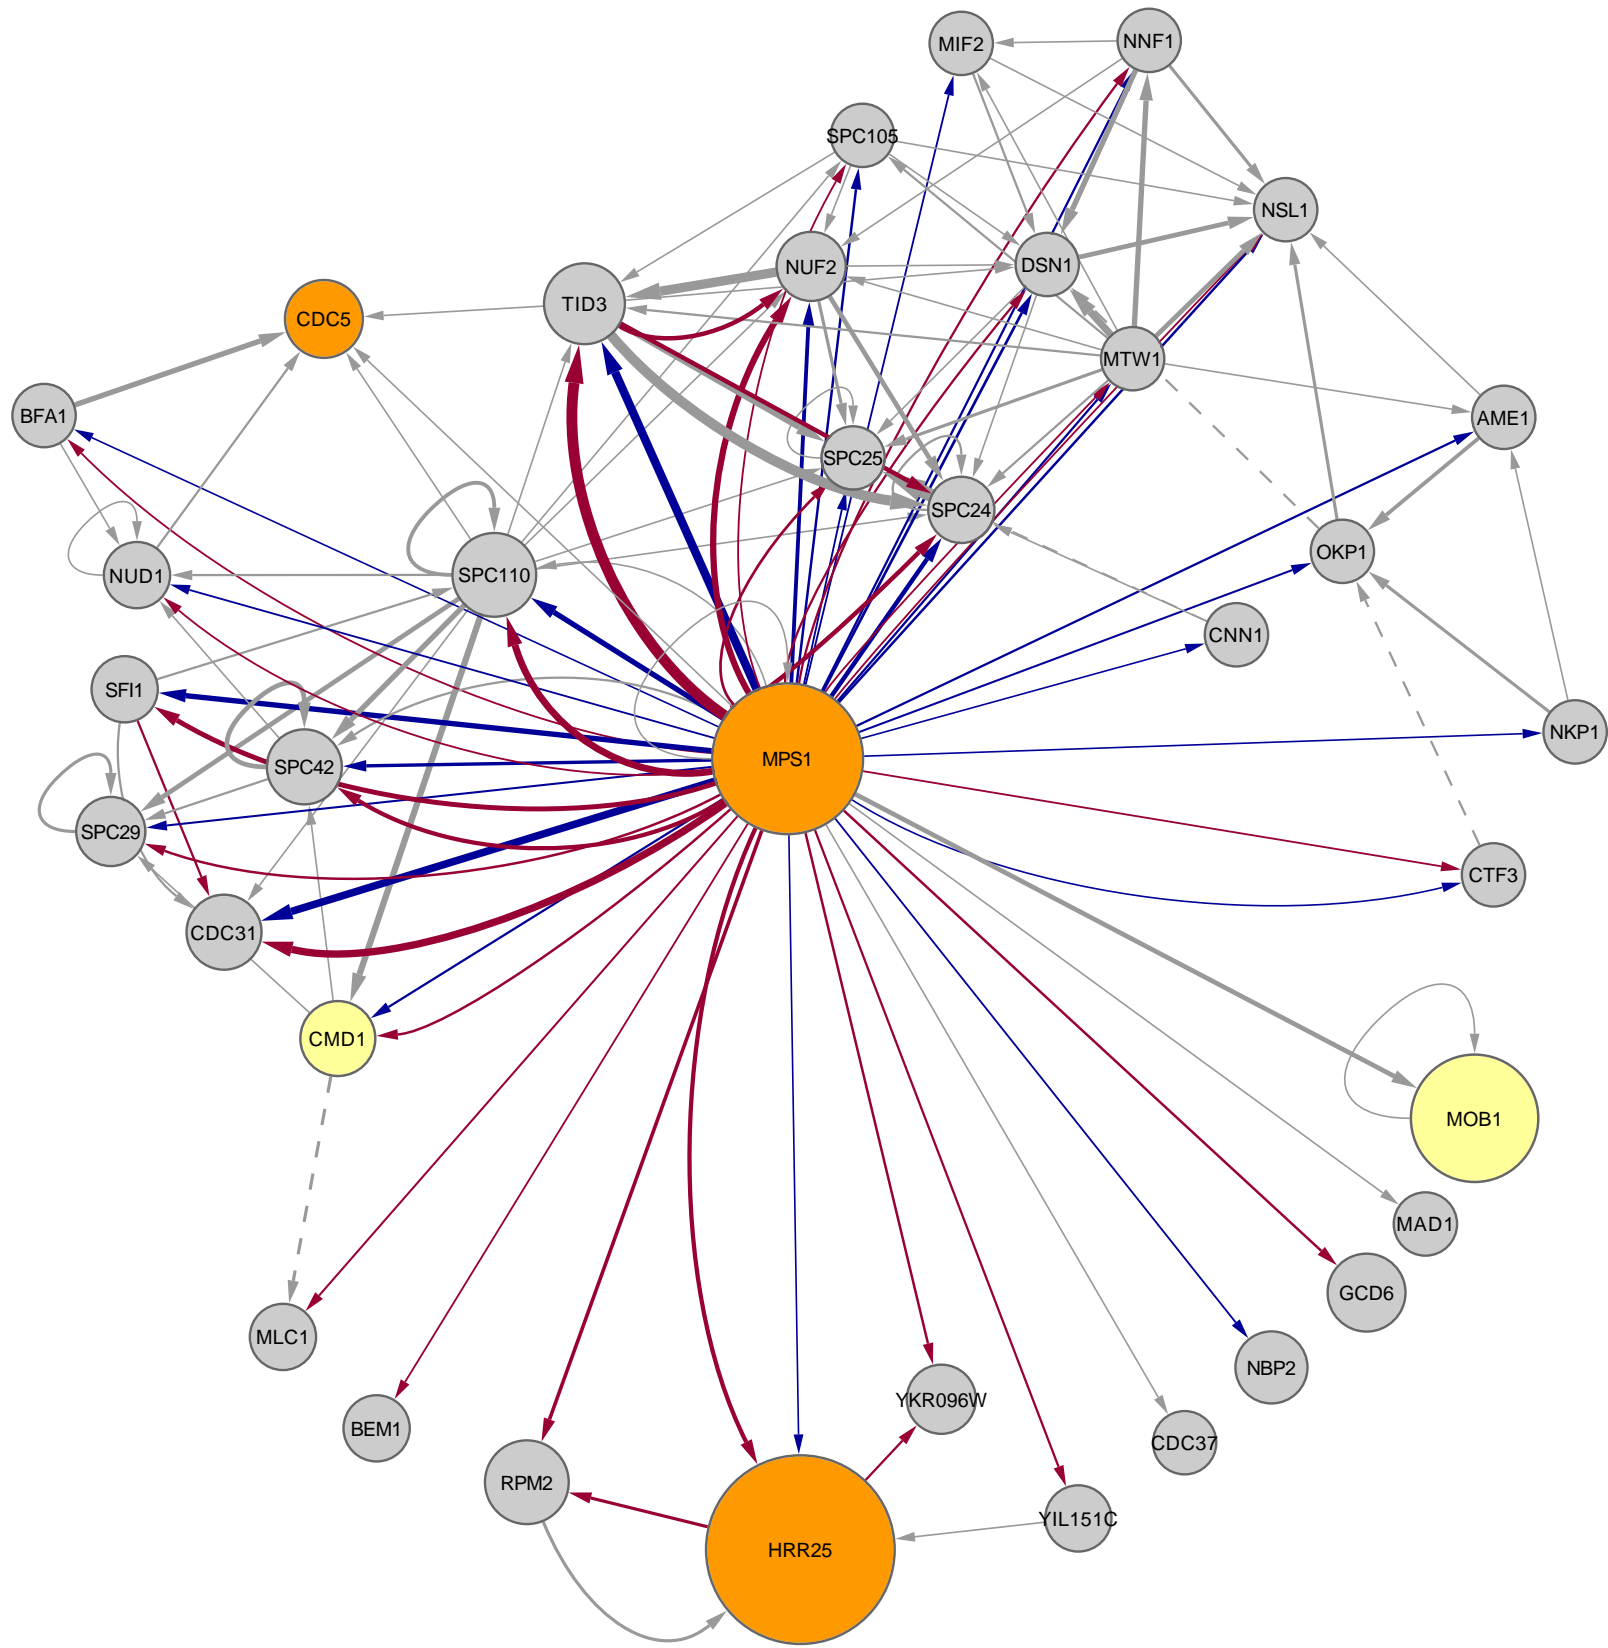 MIF2
NNF1
SPC105
NSL1
NUF2
DSN1
TID3
CDC5
MTW1
BFA1
AME1
SPC25
SPC24
OKP1
NUD1
SPC110
CNN1
SFI1
NKP1
MPS1
SPC42
SPC29
CTF3
CDC31
CMD1
MOB1
MAD1
GCD6
MLC1
NBP2
YKR096W
BEM1
CDC37
RPM2
YIL151C
HRR25